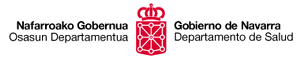 Nafarroako Gobernua
Osasun Departamentua
Gobierno de Navarra
Departamento de Salud